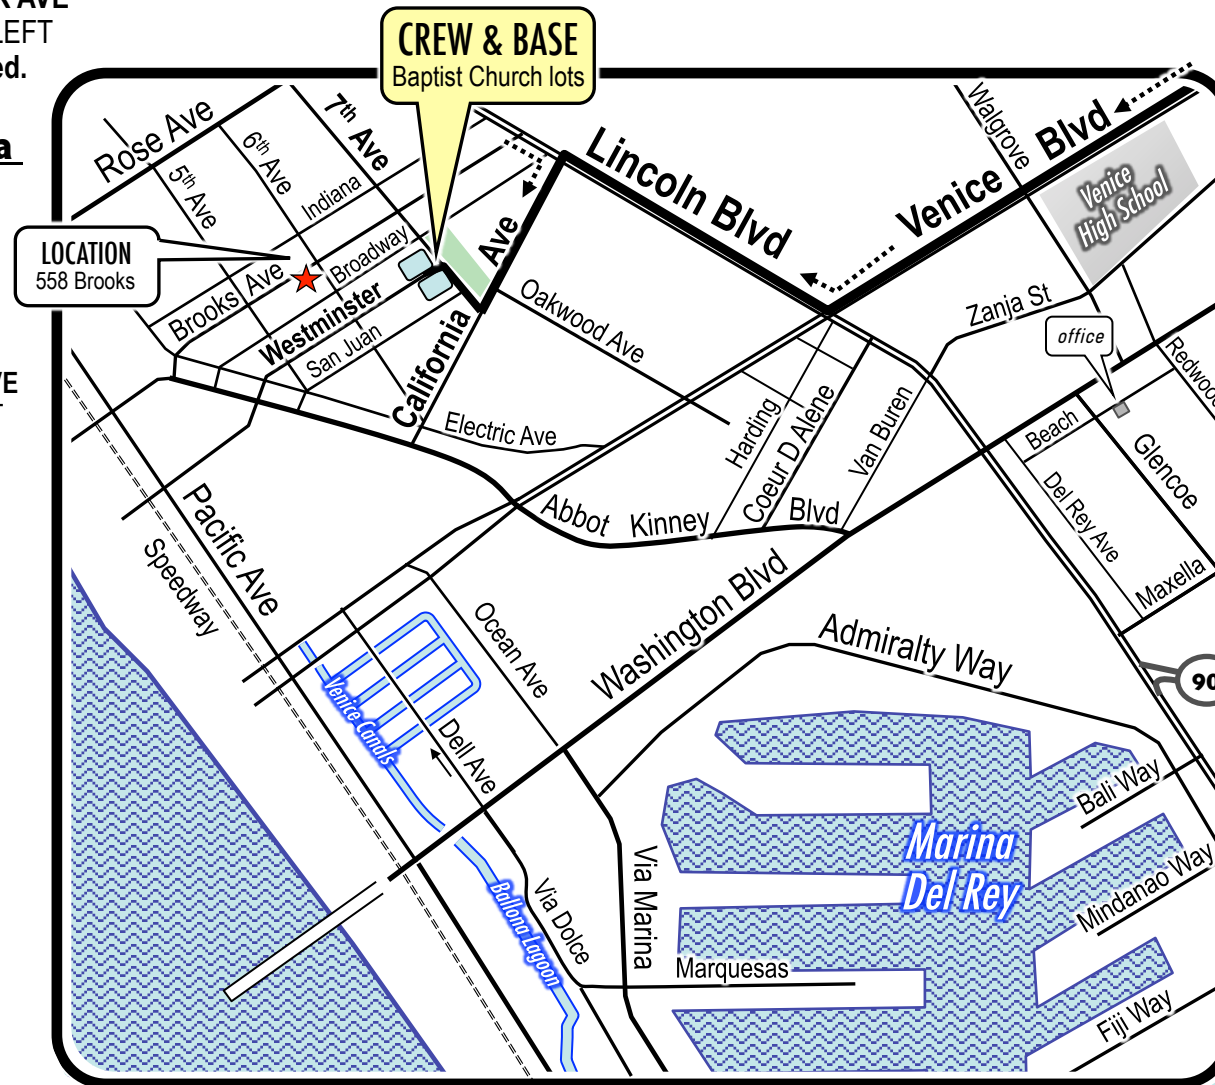 AVE
LEFT
ed.
a
VE
CREW & BASE
Baptist Church lots
LOCATION
558 Brooks
Rose Ave
5th Ave
6th Ave
7th Ave
Indiana
Brooks Ave
Broadway
Westminster
San Juan
California Ave
Lincoln Blvd
Venice Blvd
Walgrove
Venice
High School
Zanja St
office
Redwood
Oakwood Ave
Electric Ave
Harding
Coeur D Alene
Van Buren
Beach
Glencoe
Del Rey Ave
Maxella
Abbot Kinney Blvd
Pacific Ave
Speedway
Washington Blvd
Ocean Ave
Admiralty Way
90
Venice Canals
Dell Ave
Bali Way
Marina
Del Rey
Mindanao Way
Ballona Lagoon
Via Dolce
Via Marina
Marquesas
Fiji Way